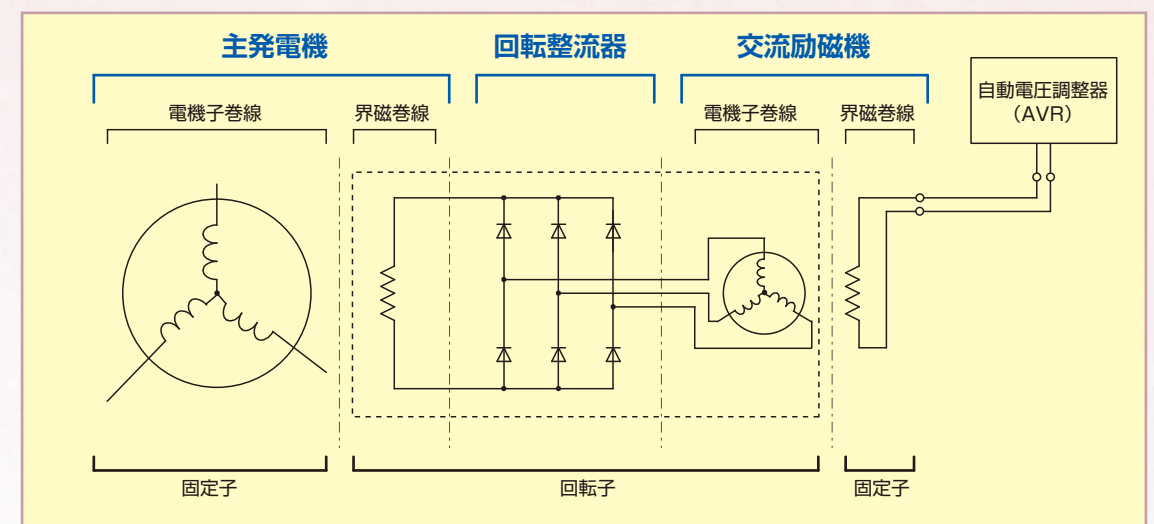 主発電機
回転整流器
交流励磁機
自動電圧調整器
（AVR）
電機子巻線
界磁巻線
電機子巻線
界磁巻線
固定子
回転子
固定子